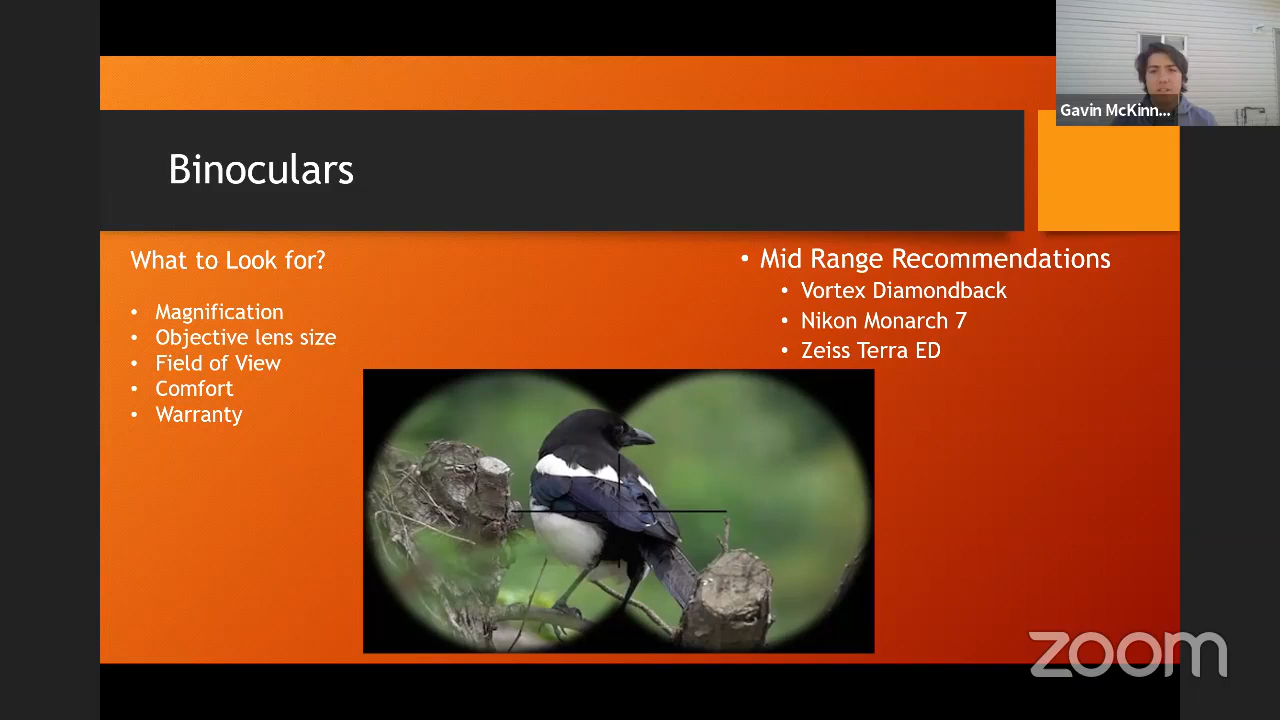 Gavin McKinn...
Binoculars
What to Look for?
• Magnification
• Objective lens size
• Field of View
• Comfort
• Warranty
• Mid Range Recommendations
• Vortex Diamondback
• Nikon Monarch 7
• Zeiss Terra ED
zoom